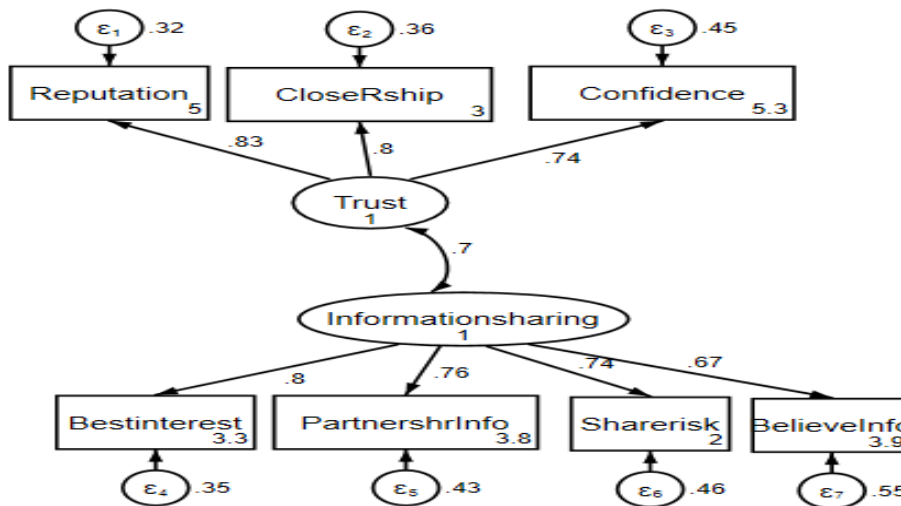 ε₁ .32 ε₂ .36 ε₃ .45
Reputation 5 CloseRship 3 Confidence 5.3
.83 .8 .74
Trust 1
.7
Informationsharing 1
.8 .76 .74 .67
Bestinterest 3.3 PartnershrInfo 3.8 Sharerisk 2 BelieveInfo 3.9
ε₄ .35 ε₅ .43 ε₆ .46 ε₇ .55